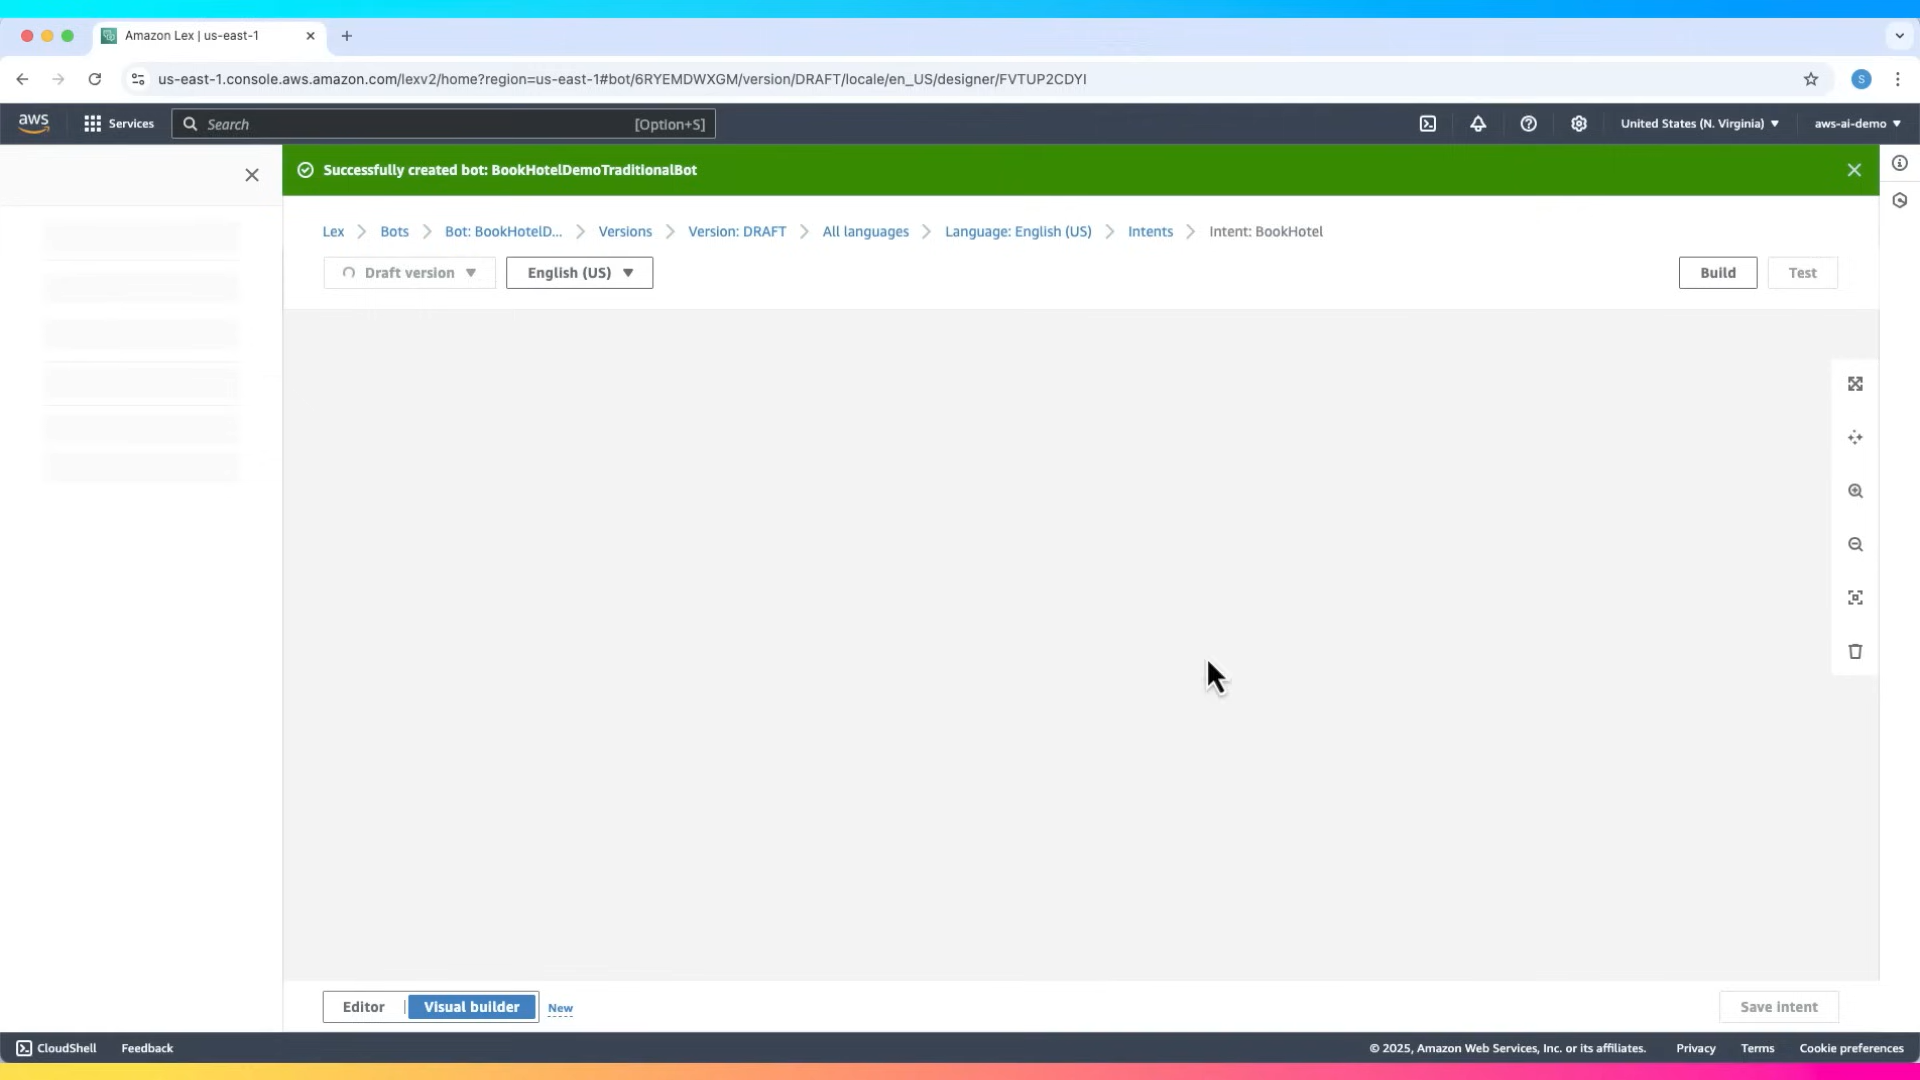 Amazon Lex | us-east-1
us-east-1.console.aws.amazon.com/lexv2/home?region=us-east-1#bot/6RYEMDWXGM/version/DRAFT/locale/en_US/designer/FVTUP2CDYI
S
aws
Services
Search
[Option+S]
United States (N. Virginia)
aws-ai-demo
Successfully created bot: BookHotelDemoTraditionalBot
Lex
Bots
Bot: BookHotelD...
Versions
Version: DRAFT
All languages
Language: English (US)
Intents
Intent: BookHotel
Draft version
English (US)
Build
Test
Editor
Visual builder
New
Save intent
CloudShell
Feedback
© 2025, Amazon Web Services, Inc. or its affiliates.
Privacy
Terms
Cookie preferences